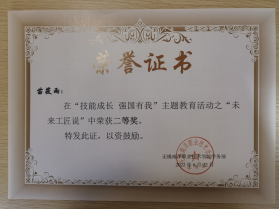 荣誉证书
苗苡雨：
在“技能成长 强国有我”主题教育活动之“未
来工匠说”中荣获二等奖。
特发此证，以资鼓励。